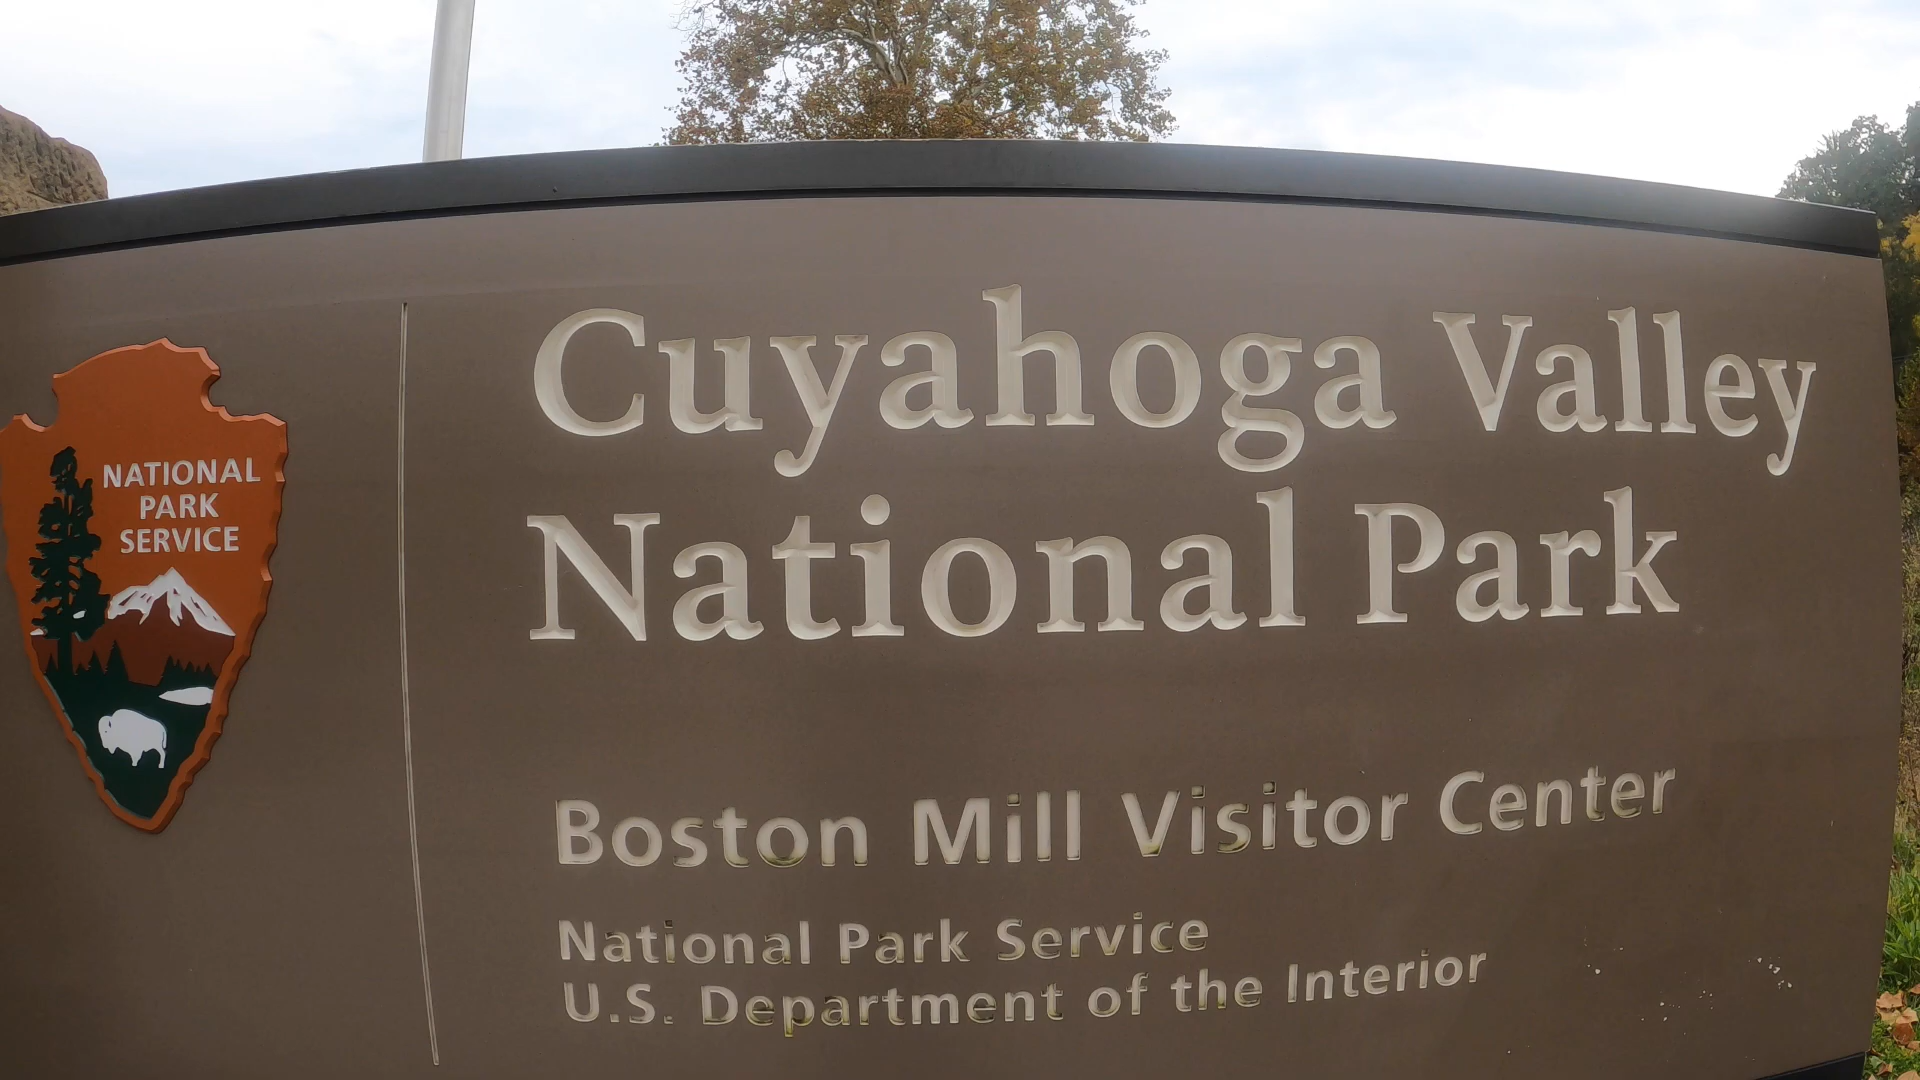 NATIONAL
PARK
SERVICE
Cuyahoga Valley
National Park
Boston Mill Visitor Center
National Park Service
U.S. Department of the Interior